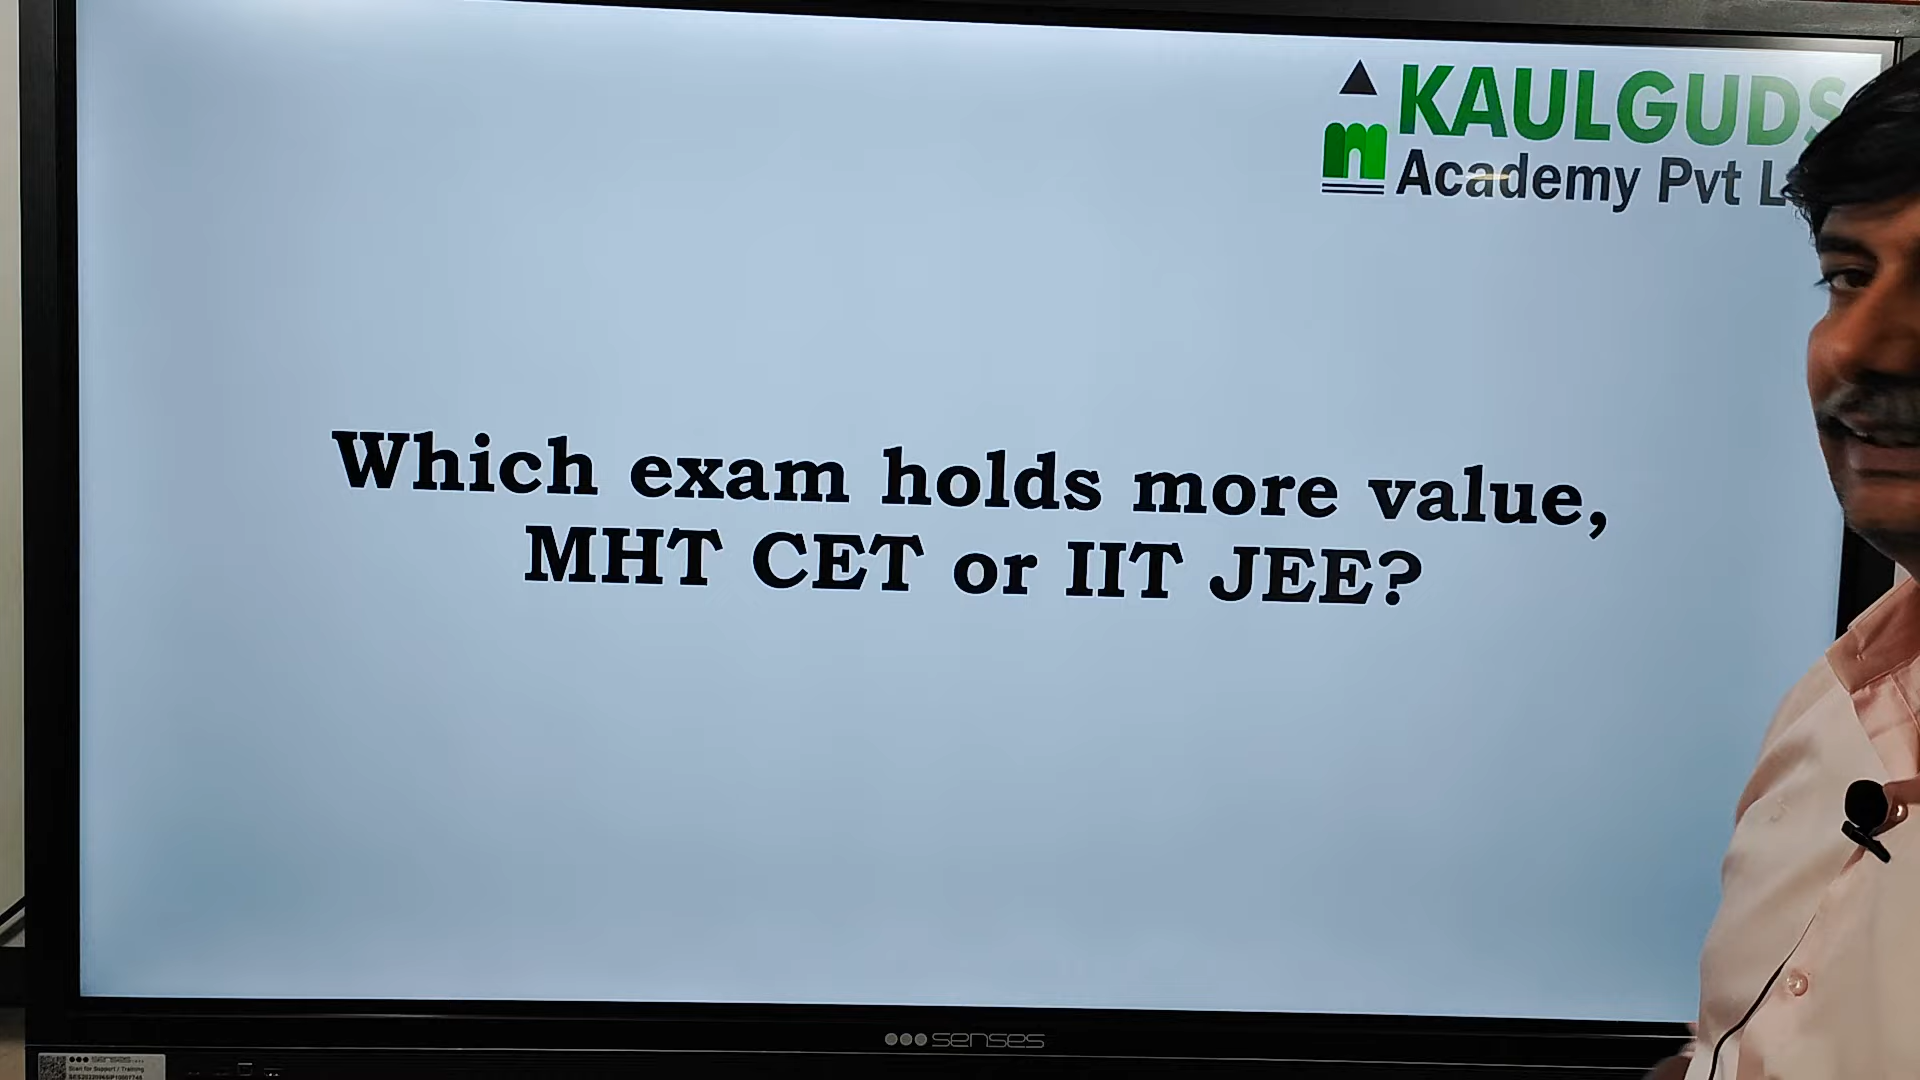 KAULGUDS
Academy Pvt
Which exam holds more value,
MHT CET or IIT JEE?
senses